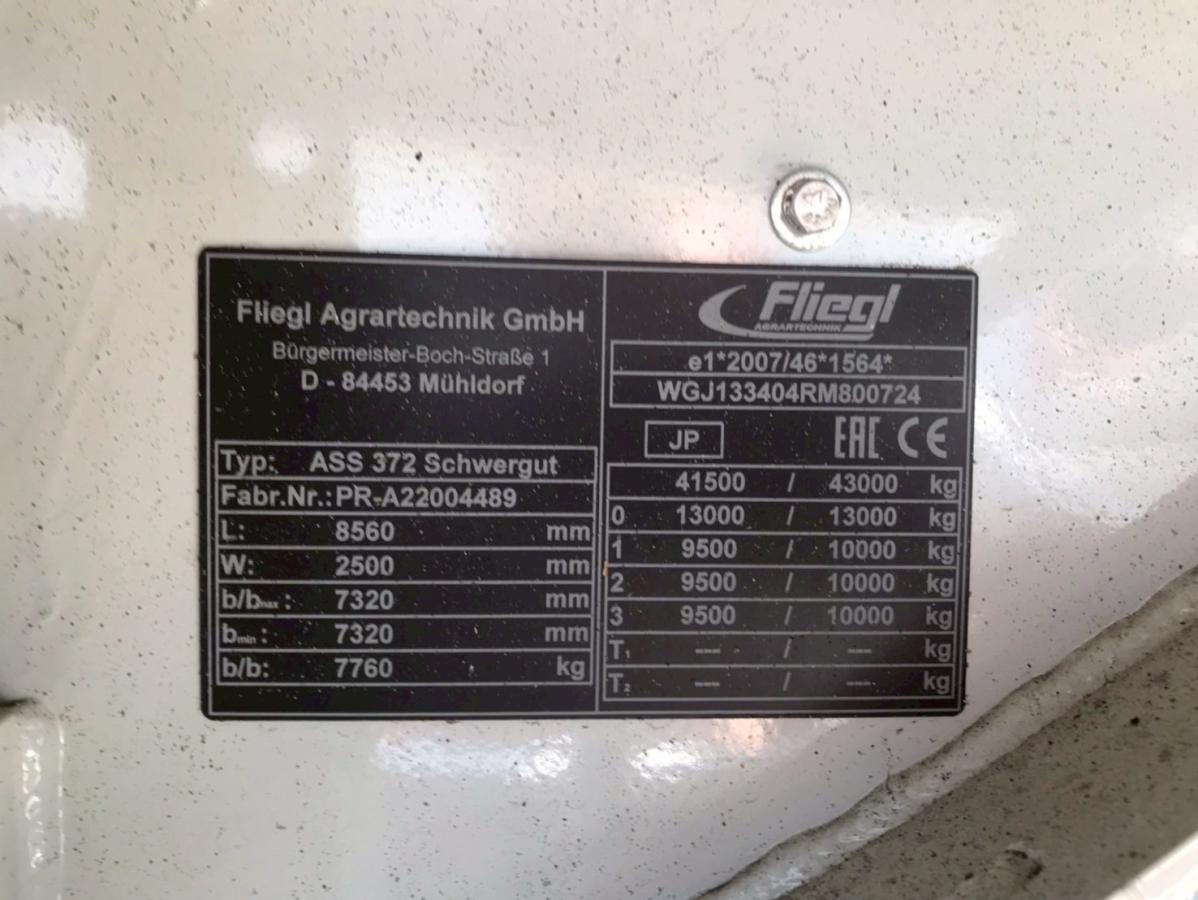 Fliegl Agrartechnik GmbH
Bürgermeister-Boch-Straße 1
D - 84453 Mühldorf
Typ: ASS 372 Schwergut
Fabr.Nr.: PR-A22004489
L: 8560 mm
W: 2500 mm
b/bmax : 7320 mm
bmin : 7320 mm
b/b: 7760 kg
Fliegl
AGRARTECHNIK
e1*2007/46*1564*
WGJ133404RM800724
JP EAC CE
41500 / 43000 kg
0 13000 / 13000 kg
1 9500 / 10000 kg
2 9500 / 10000 kg
3 9500 / 10000 kg
T1 --- / --- kg
T2 --- / --- kg